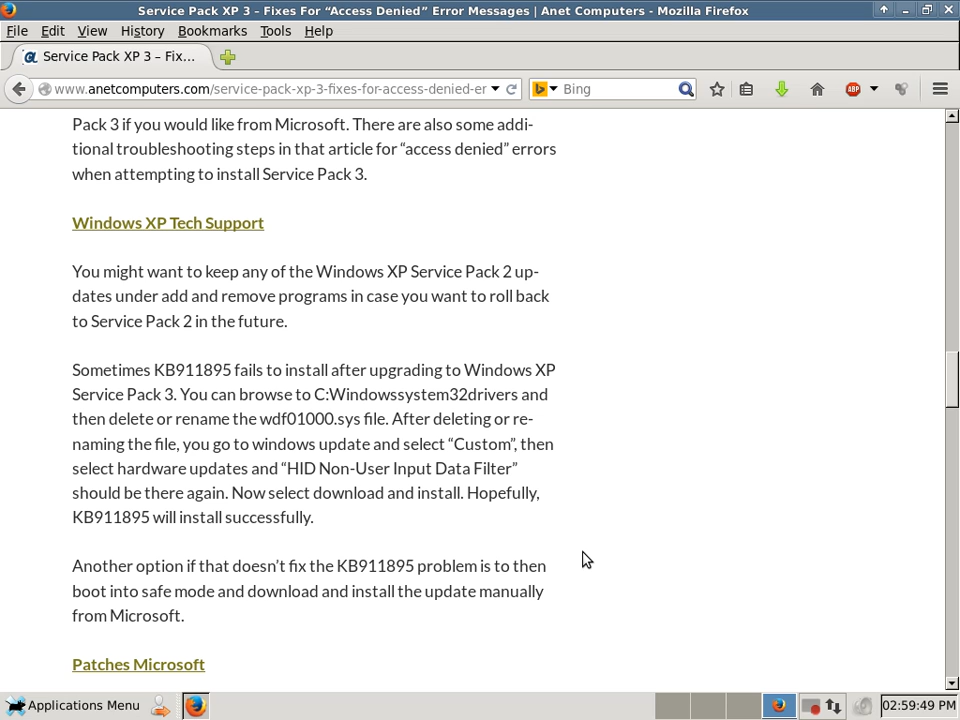 Service Pack XP 3 – Fixes For “Access Denied” Error Messages | Anet Computers - Mozilla Firefox
File Edit View History Bookmarks Tools Help
Service Pack XP 3 – Fix...
www.anetcomputers.com/service-pack-xp-3-fixes-for-access-denied-er
Bing
ABP
Pack 3 if you would like from Microsoft. There are also some addi-
tional troubleshooting steps in that article for “access denied” errors
when attempting to install Service Pack 3.
Windows XP Tech Support
You might want to keep any of the Windows XP Service Pack 2 up-
dates under add and remove programs in case you want to roll back
to Service Pack 2 in the future.
Sometimes KB911895 fails to install after upgrading to Windows XP
Service Pack 3. You can browse to C:Windowssystem32drivers and
then delete or rename the wdf01000.sys file. After deleting or re-
naming the file, you go to windows update and select “Custom”, then
select hardware updates and “HID Non-User Input Data Filter”
should be there again. Now select download and install. Hopefully,
KB911895 will install successfully.
Another option if that doesn’t fix the KB911895 problem is to then
boot into safe mode and download and install the update manually
from Microsoft.
Patches Microsoft
Applications Menu
02:59:49 PM